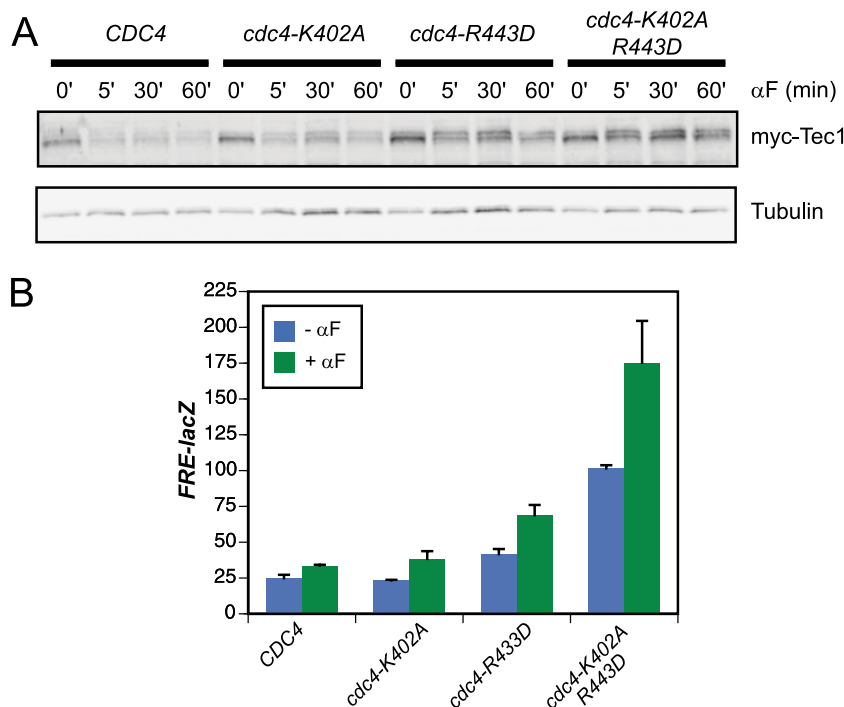 A
CDC4 cdc4-K402A cdc4-R443D cdc4-K402A R443D
0' 5' 30' 60' 0' 5' 30' 60' 0' 5' 30' 60' 0' 5' 30' 60' αF (min)
myc-Tec1
Tubulin
B
225
200
175
150
125
100
75
50
25
0
FRE-lacZ
- αF
+ αF
CDC4
cdc4-K402A
cdc4-R433D
cdc4-K402A
R443D